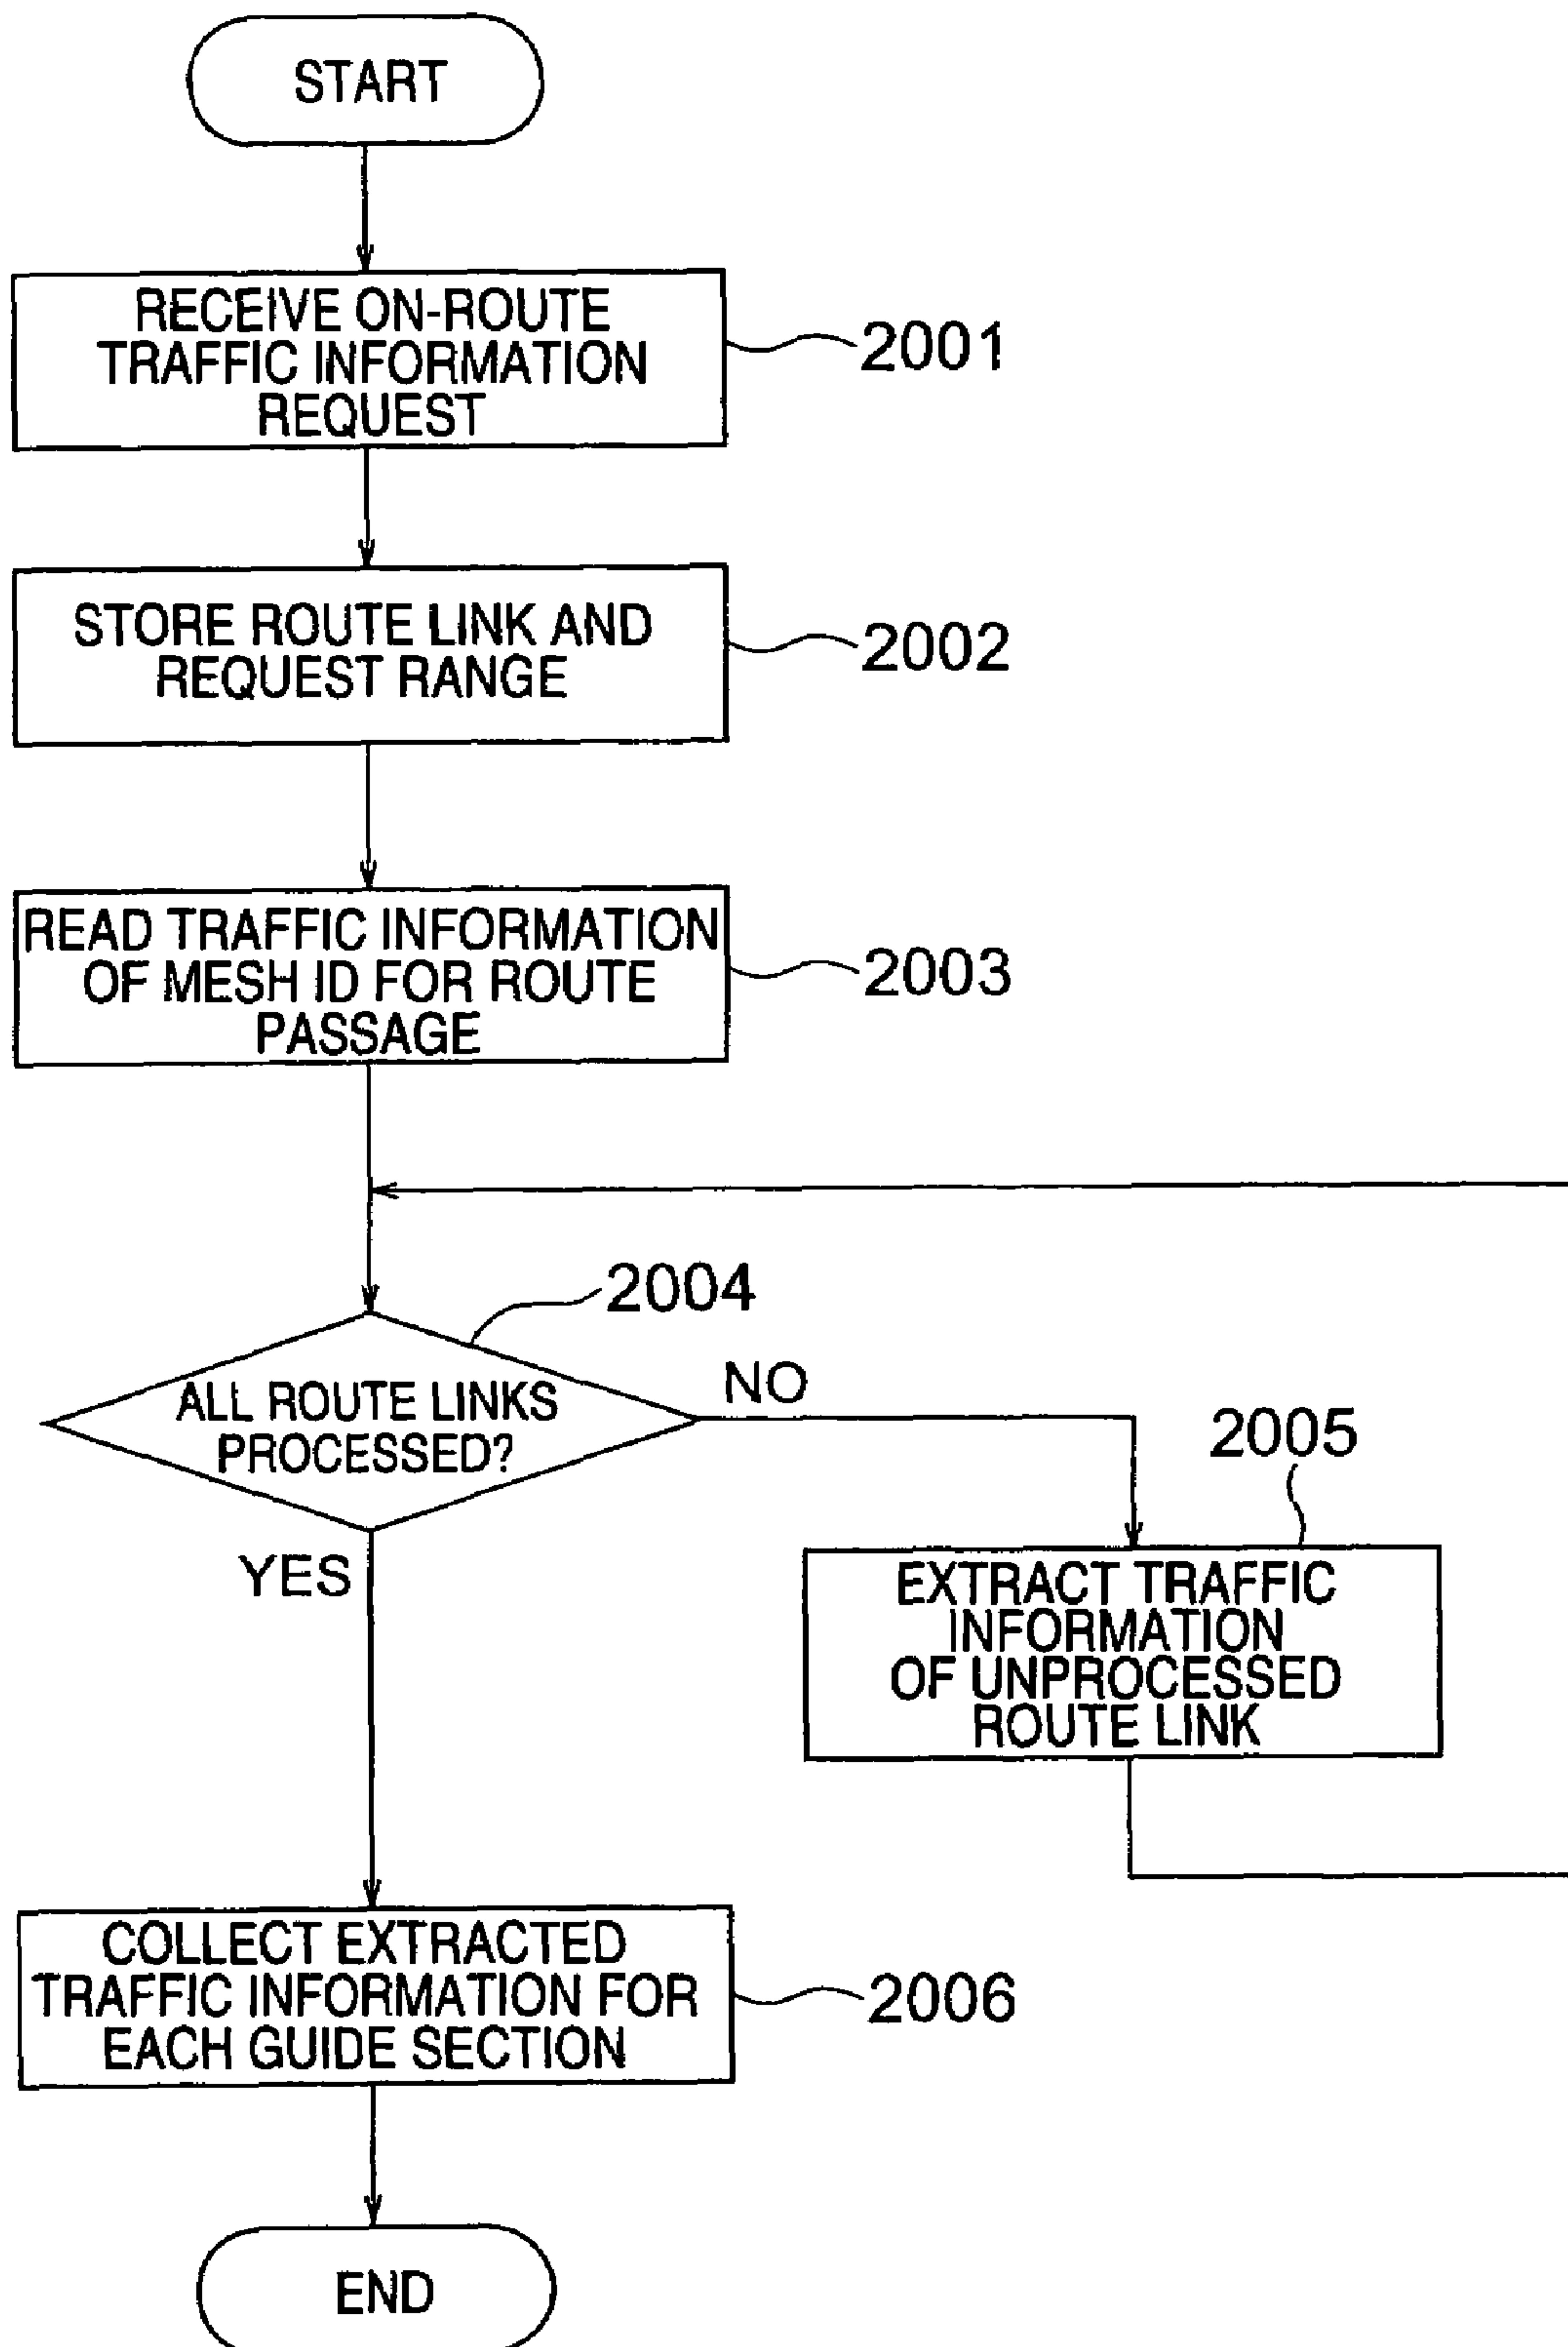 START
RECEIVE ON-ROUTE
TRAFFIC INFORMATION
REQUEST
2001
STORE ROUTE LINK AND
REQUEST RANGE
2002
READ TRAFFIC INFORMATION
OF MESH ID FOR ROUTE
PASSAGE
2003
2004
ALL ROUTE LINKS
PROCESSED?
NO
YES
2005
EXTRACT TRAFFIC
INFORMATION
OF UNPROCESSED
ROUTE LINK
COLLECT EXTRACTED
TRAFFIC INFORMATION FOR
EACH GUIDE SECTION
2006
END